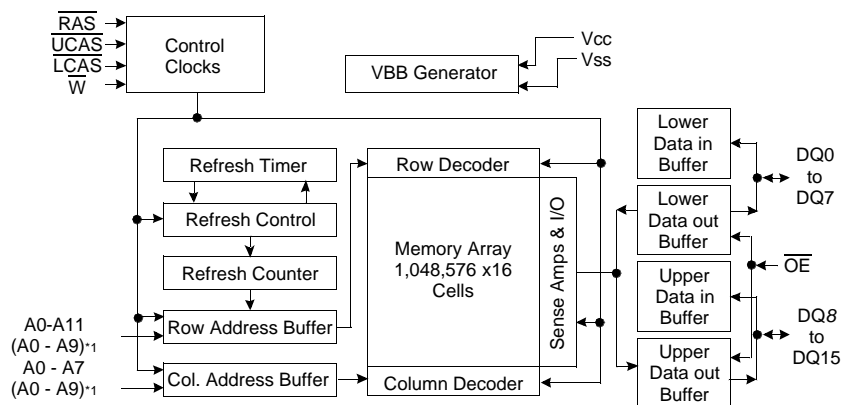 RAS
UCAS
LCAS
W
Control
Clocks
VBB Generator
Vcc
Vss
Refresh Timer
Refresh Control
Refresh Counter
Row Address Buffer
Col. Address Buffer
A0-A11
(A0 - A9)*1
A0 - A7
(A0 - A9)*1
Row Decoder
Memory Array
1,048,576 x16
Cells
Column Decoder
Sense Amps & I/O
Lower
Data in
Buffer
Lower
Data out
Buffer
Upper
Data in
Buffer
Upper
Data out
Buffer
DQ0
to
DQ7
OE
DQ8
to
DQ15